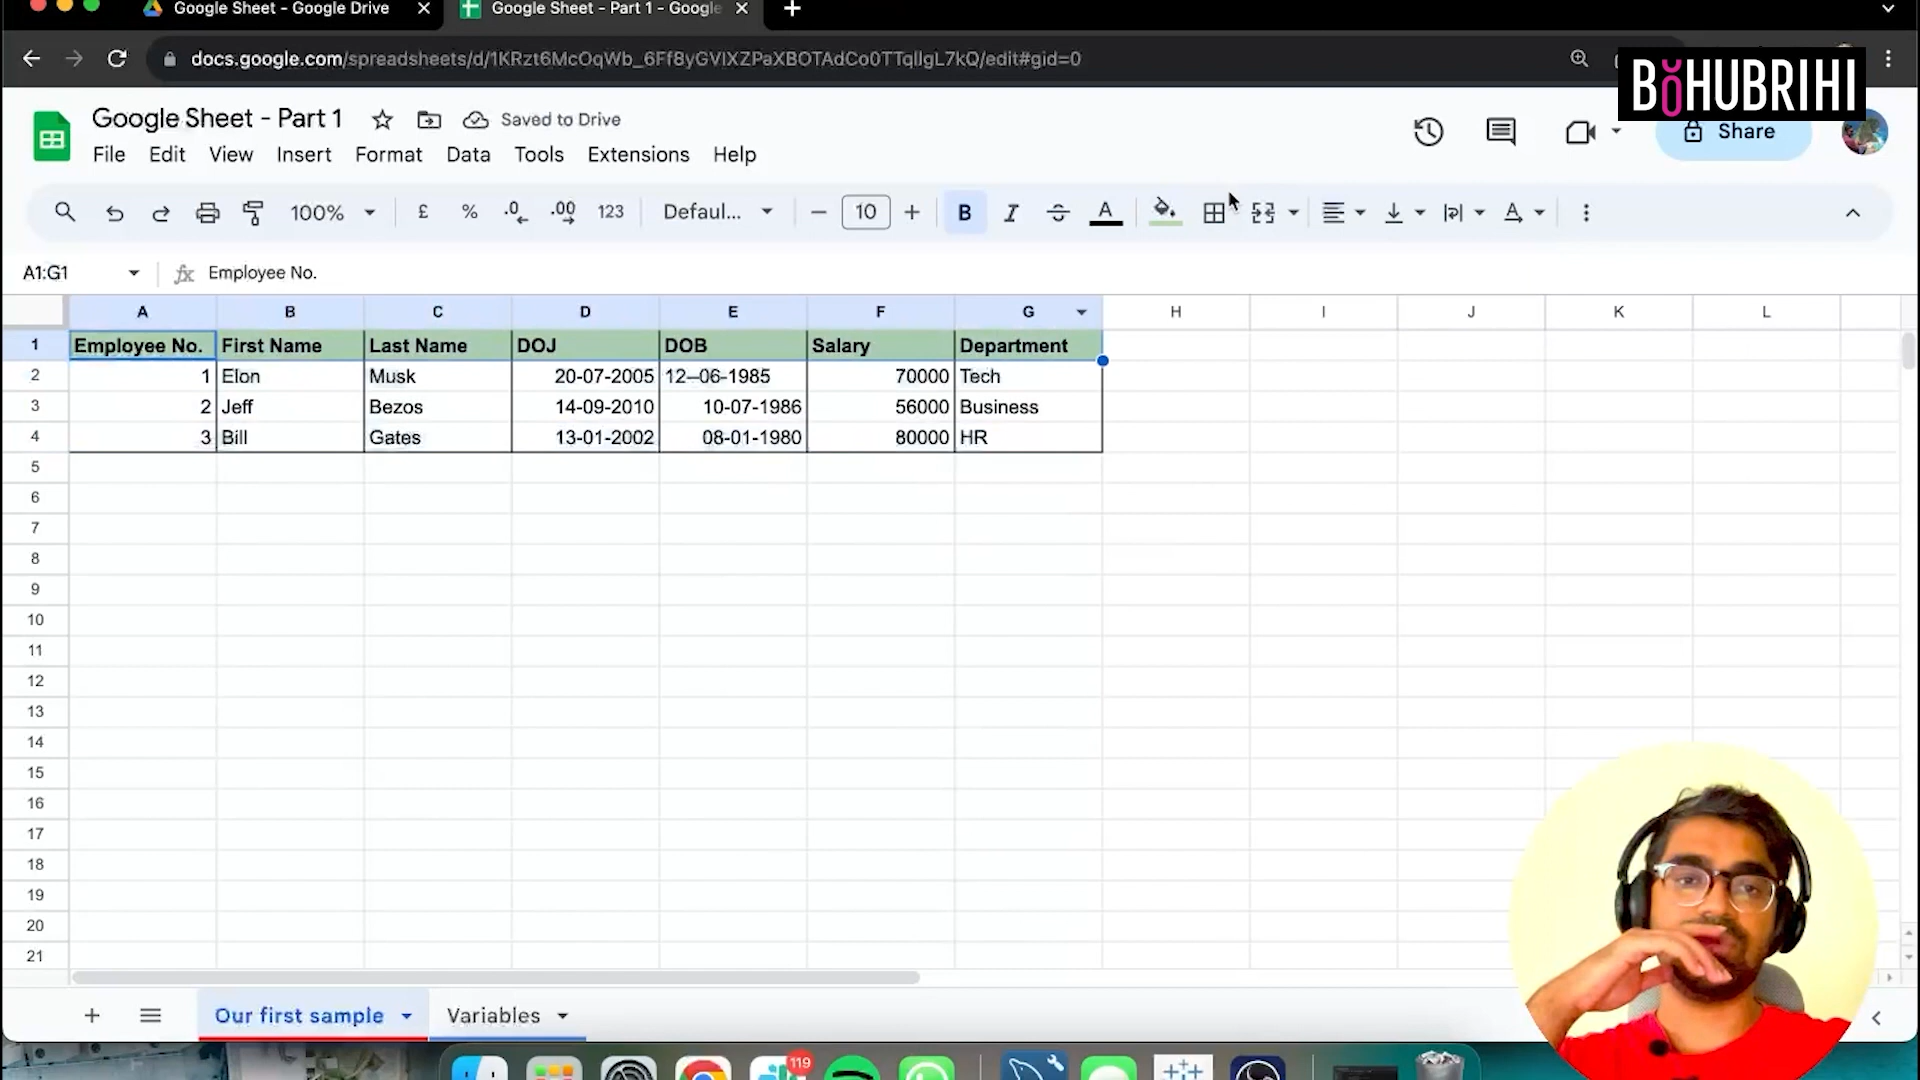 Google Sheet - Google Drive
Google Sheet - Part 1 - Google
docs.google.com/spreadsheets/d/1KRzt6McOqWb_6Ff8yGVIXZPaXBOTAdCo0TTqlIgL7kQ/edit#gid=0
BOHUBRIHI
Google Sheet - Part 1
Saved to Drive
Share
File Edit View Insert Format Data Tools Extensions Help
100% £ % .0 .00 123 Defaul... 10 B I A
A1:G1 fx Employee No.
A B C D E F G H I J K L
1 Employee No. First Name Last Name DOJ DOB Salary Department
2 1 Elon Musk 20-07-2005 12--06-1985 70000 Tech
3 2 Jeff Bezos 14-09-2010 10-07-1986 56000 Business
4 3 Bill Gates 13-01-2002 08-01-1980 80000 HR
5
6
7
8
9
10
11
12
13
14
15
16
17
18
19
20
21
Our first sample Variables
119